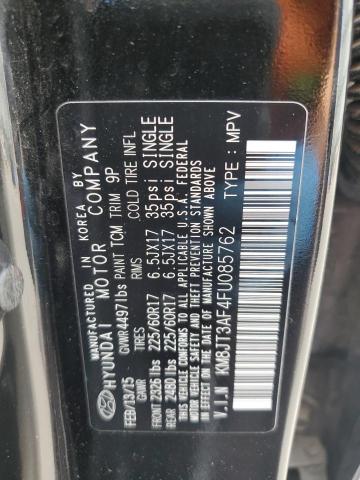 MANUFACTURED IN KOREA BY
HYUNDAI MOTOR COMPANY
FEB/13/15 GVWR 4497lbs PAINT TCM TRIM 9P
GAWR TIRES RIMS COLD TIRE INFL
FRONT 2326 lbs 225/60R17 6.5JX17 35psi SINGLE
REAR 2480 lbs 225/60R17 6.5JX17 35psi SINGLE
THIS VEHICLE CONFORMS TO ALL APPLICABLE U.S.A. FEDERAL
MOTOR VEHICLE SAFETY AND THEFT PREVENTION STANDARDS
IN EFFECT ON THE DATE OF MANUFACTURE SHOWN ABOVE.
V.I.N : KM8JT3AF4FU085762 TYPE : MPV